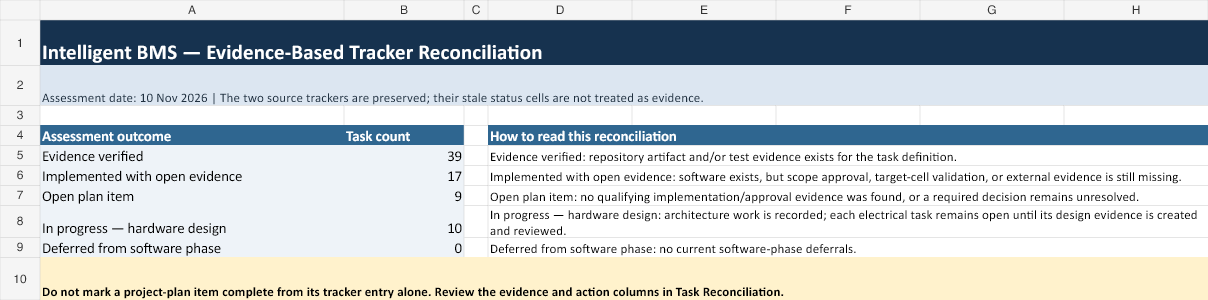 A B C D E F G H
1 Intelligent BMS — Evidence-Based Tracker Reconciliation
2 Assessment date: 10 Nov 2026 | The two source trackers are preserved; their stale status cells are not treated as evidence.
3
4 Assessment outcome Task count How to read this reconciliation
5 Evidence verified 39 Evidence verified: repository artifact and/or test evidence exists for the task definition.
6 Implemented with open evidence 17 Implemented with open evidence: software exists, but scope approval, target-cell validation, or external evidence is still missing.
7 Open plan item 9 Open plan item: no qualifying implementation/approval evidence was found, or a required decision remains unresolved.
8 In progress — hardware design 10 In progress — hardware design: architecture work is recorded; each electrical task remains open until its design evidence is created
and reviewed.
9 Deferred from software phase 0 Deferred from software phase: no current software-phase deferrals.
10 Do not mark a project-plan item complete from its tracker entry alone. Review the evidence and action columns in Task Reconciliation.